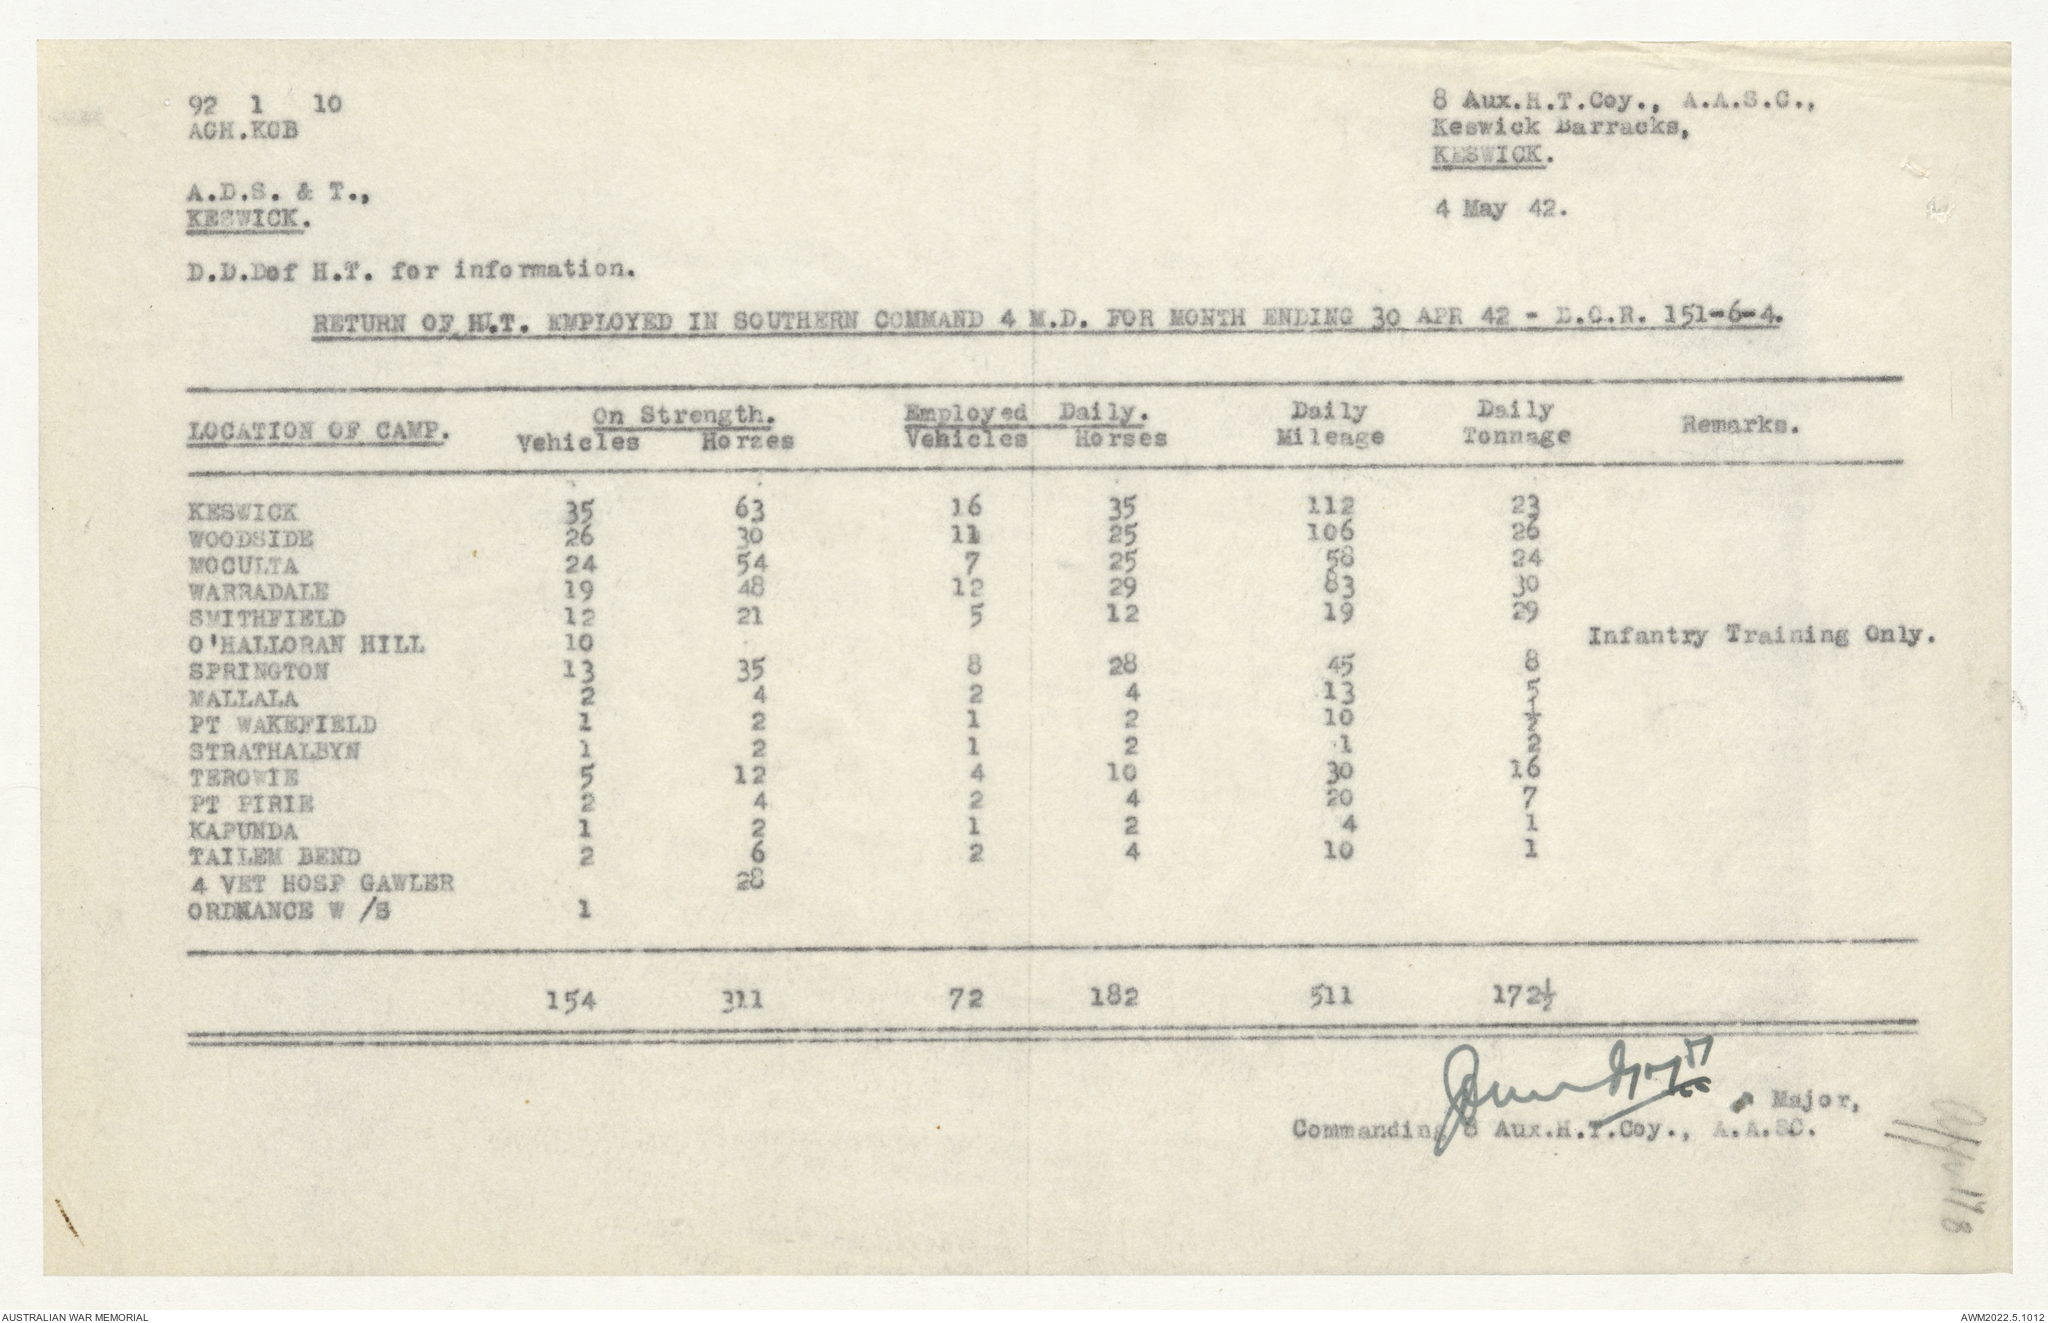 92 1 10
ACH.KCB
8 Aux.H.T.Coy., A.A.S.C.,
Keswick Barracks,
KESWICK.
A.D.S. & T.,
KESWICK.
4 May 42.
D.D.Dof H.T. for information.
RETURN OF H.T. EMPLOYED IN SOUTHERN COMMAND 4 M.D. FOR MONTH ENDING 30 APR 42 - D.C.R. 151-6-4.
LOCATION OF CAMP. On Strength. Employed Daily. Daily Daily Remarks.
Vehicles Horses Vehicles Horses Mileage Tonnage
KESWICK 35 63 16 35 112 23
WOODSIDE 26 30 11 25 106 26
MOCULTA 24 54 7 25 58 24
WARRADALE 19 48 12 29 83 30
SMITHFIELD 12 21 5 12 19 29
O'HALLORAN HILL 10 Infantry Training Only.
SPRINGTON 13 35 8 28 45 8
MALLALA 2 4 2 4 13 5
PT WAKEFIELD 1 2 1 2 10 ½
STRATHALBYN 1 2 1 2 1 2
TEROWIE 5 12 4 10 30 16
PT PIRIE 2 4 2 4 20 7
KAPUNDA 1 2 1 2 4 1
TAILEM BEND 2 6 2 4 10 1
4 VET HOSP GAWLER 28
ORDNANCE W/S 1
154 311 72 182 511 172½
Major,
Commanding 8 Aux.H.T.Coy., A.A.SC.
AUSTRALIAN WAR MEMORIAL
AWM2022.5.1012